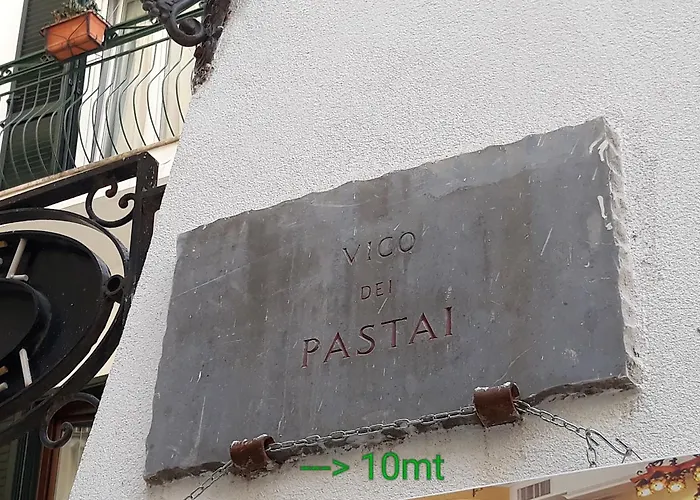 VICO
DEI
PASTAI
---> 10mt